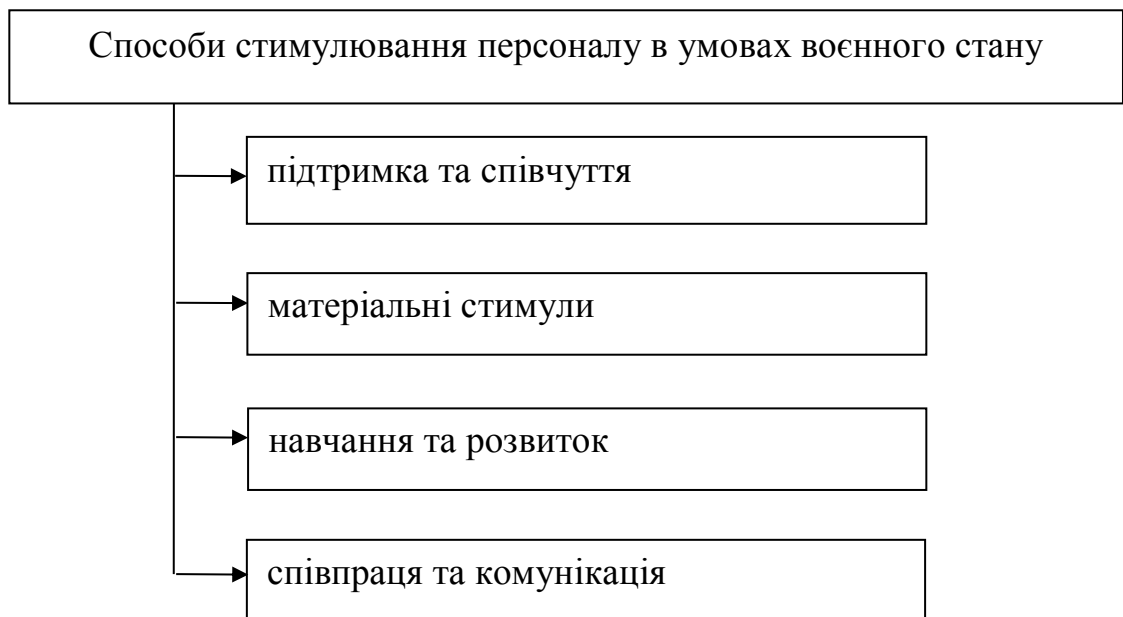 Способи стимулювання персоналу в умовах воєнного стану
підтримка та співчуття
матеріальні стимули
навчання та розвиток
співпраця та комунікація